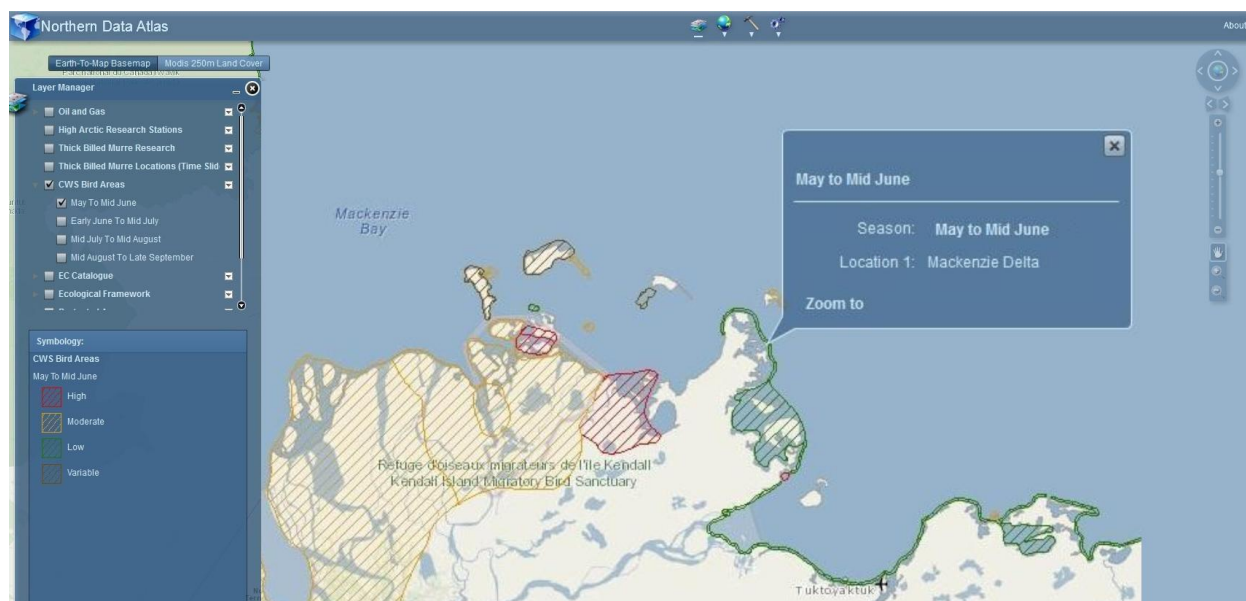 Northern Data Atlas
About
Earth-To-Map Basemap
Modis 250m Land Cover
Layer Manager
Oil and Gas
High Arctic Research Stations
Thick Billed Murre Research
Thick Billed Murre Locations (Time Slid
CWS Bird Areas
May To Mid June
Early June To Mid July
Mid July To Mid August
Mid August To Late September
EC Catalogue
Ecological Framework
Symbology:
CWS Bird Areas
May To Mid June
High
Moderate
Low
Variable
Mackenzie
Bay
May to Mid June
Season: May to Mid June
Location 1: Mackenzie Delta
Zoom to
Refuge d'oiseaux migrateurs de l'île Kendall
Kendall Island Migratory Bird Sanctuary
Tuktoyaktuk